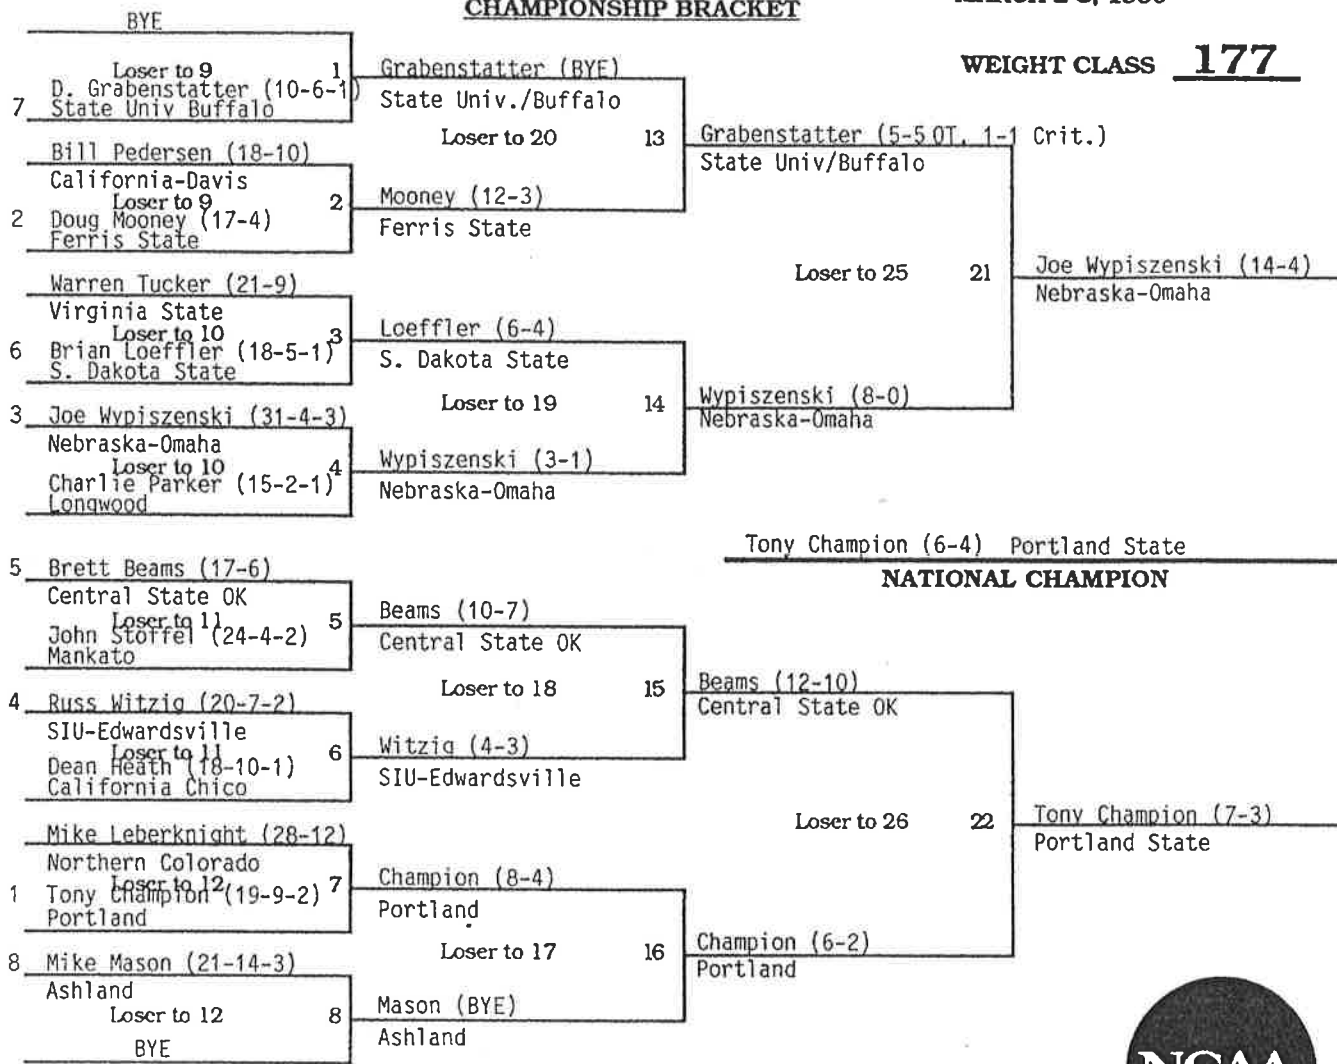 CHAMPIONSHIP BRACKET
WEIGHT CLASS 177
BYE
Loser to 9 1
7 D. Grabenstatter (10-6-1)
State Univ Buffalo
Bill Pedersen (18-10)
California-Davis
Loser to 9 2
2 Doug Mooney (17-4)
Ferris State
Warren Tucker (21-9)
Virginia State
Loser to 10 3
6 Brian Loeffler (18-5-1)
S. Dakota State
3 Joe Wypiszenski (31-4-3)
Nebraska-Omaha
Loser to 10 4
Charlie Parker (15-2-1)
Longwood
5 Brett Beams (17-6)
Central State OK
Loser to 11 5
John Stoffel (24-4-2)
Mankato
4 Russ Witzig (20-7-2)
SIU-Edwardsville
Loser to 11 6
Dean Heath (18-10-1)
California Chico
Mike Leberknight (28-12)
Northern Colorado
Loser to 12 7
1 Tony Champion (19-9-2)
Portland
8 Mike Mason (21-14-3)
Ashland
Loser to 12 8
BYE
Grabenstatter (BYE)
State Univ./Buffalo
Loser to 20 13
Mooney (12-3)
Ferris State
Loeffler (6-4)
S. Dakota State
Loser to 19 14
Wypiszenski (3-1)
Nebraska-Omaha
Beams (10-7)
Central State OK
Loser to 18 15
Witzig (4-3)
SIU-Edwardsville
Champion (8-4)
Portland
Loser to 17 16
Mason (BYE)
Ashland
Grabenstatter (5-5 OT, 1-1 Crit.)
State Univ/Buffalo
Loser to 25 21
Wypiszenski (8-0)
Nebraska-Omaha
Beams (12-10)
Central State OK
Loser to 26 22
Champion (6-2)
Portland
Joe Wypiszenski (14-4)
Nebraska-Omaha
Tony Champion (6-4) Portland State
NATIONAL CHAMPION
Tony Champion (7-3)
Portland State
NCAA